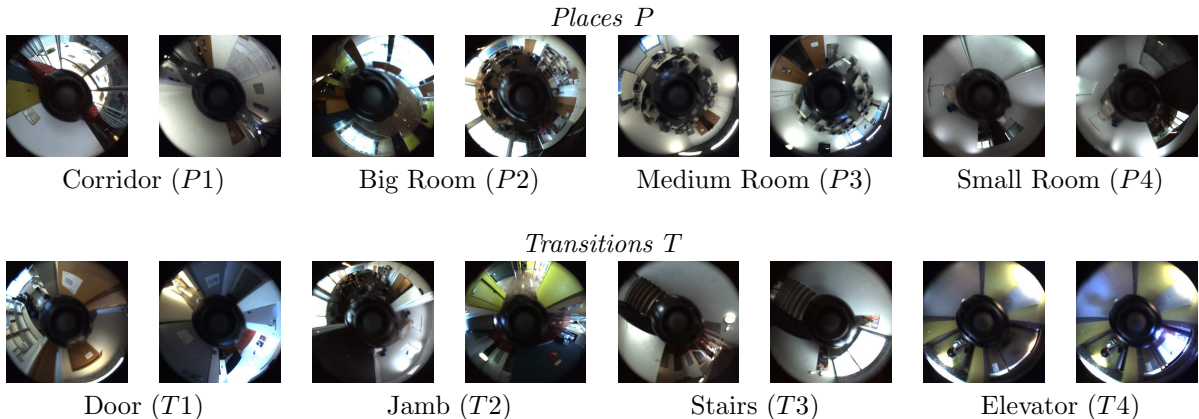 Places P
Corridor (P1) Big Room (P2) Medium Room (P3) Small Room (P4)
Transitions T
Door (T1) Jamb (T2) Stairs (T3) Elevator (T4)